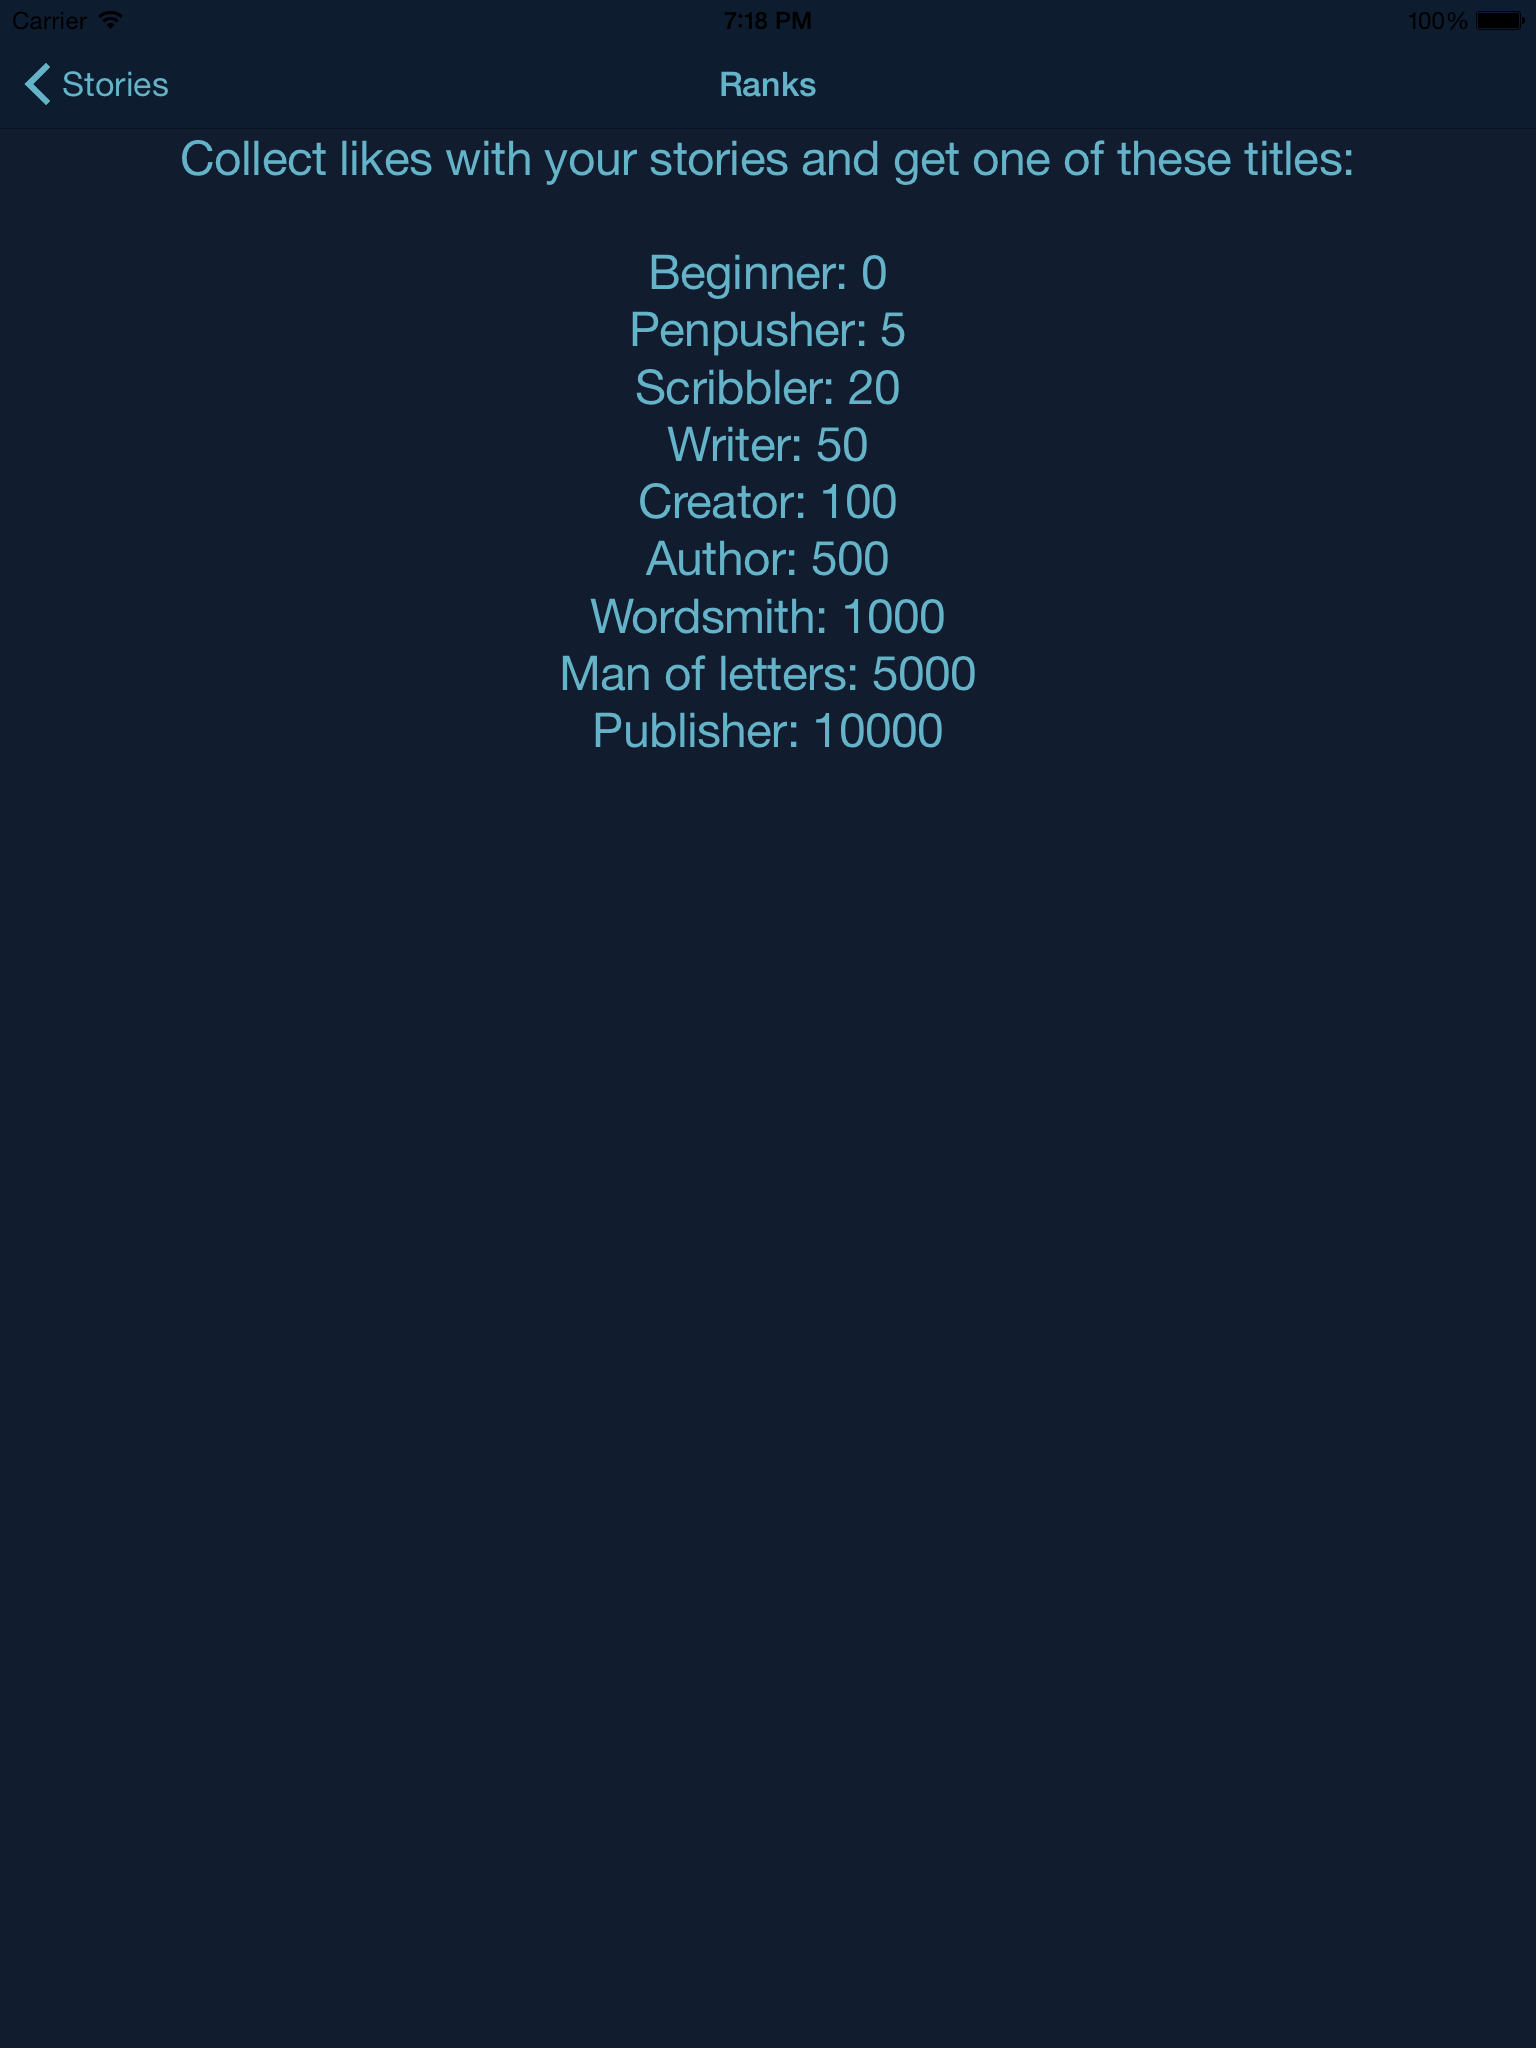 Carrier 7:18 PM 100%
Stories Ranks
Collect likes with your stories and get one of these titles:
Beginner: 0
Penpusher: 5
Scribbler: 20
Writer: 50
Creator: 100
Author: 500
Wordsmith: 1000
Man of letters: 5000
Publisher: 10000